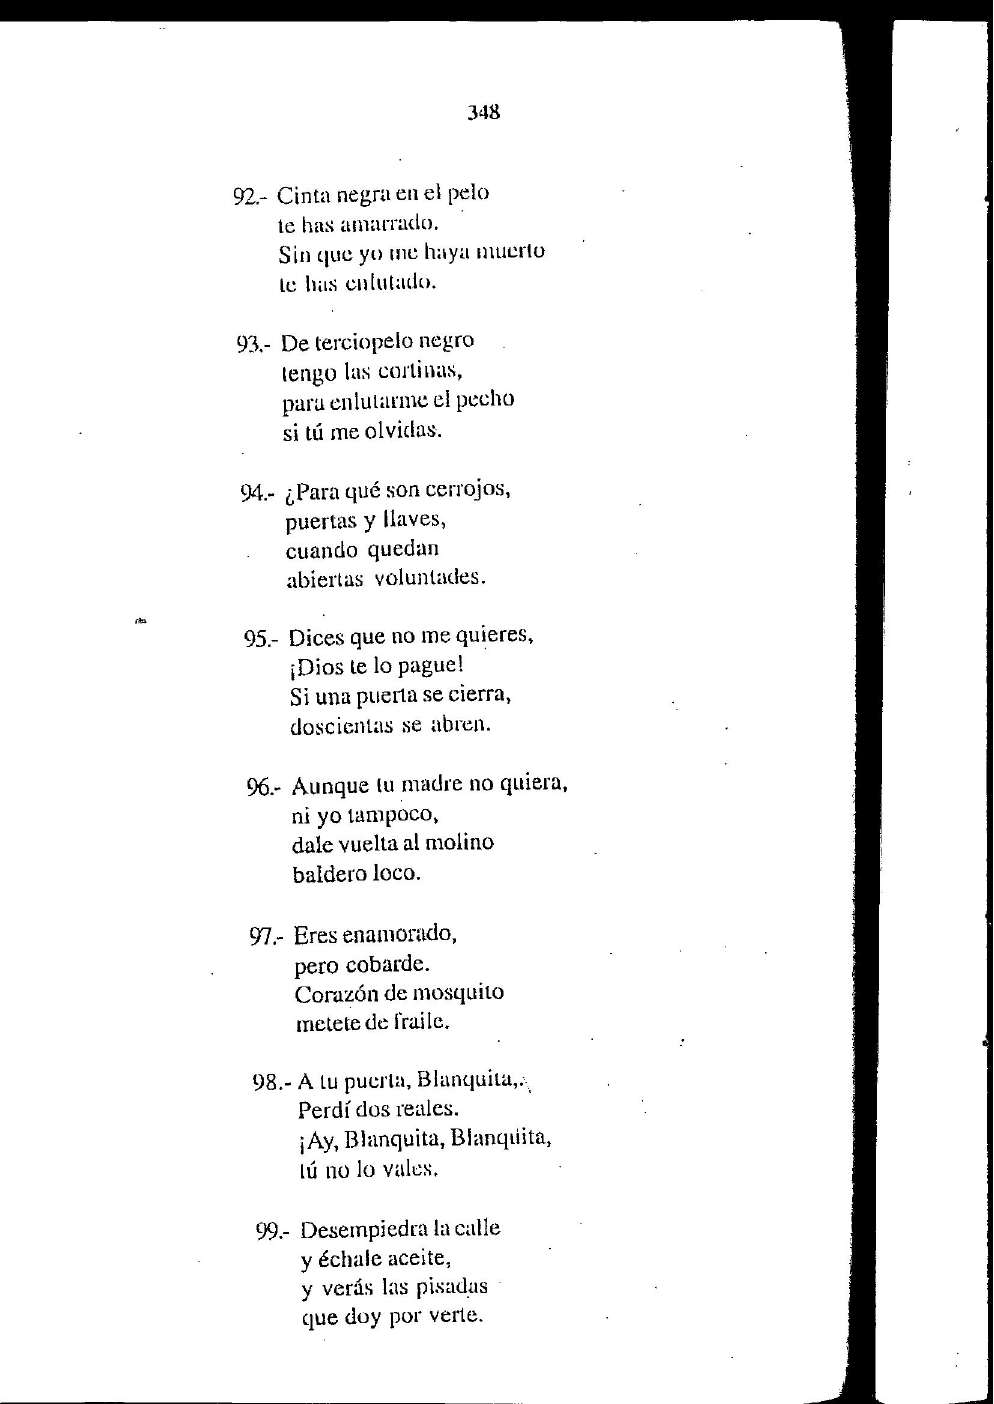 348
92.- Cinta negra en el pelo
te has amarrado.
Sin que yo me haya muerto
te has enlutado.
93.- De terciopelo negro
tengo las cortinas,
para enlutarme el pecho
si tú me olvidas.
94.- ¿Para qué son cerrojos,
puertas y llaves,
cuando quedan
abiertas voluntades.
95.- Dices que no me quieres,
¡Dios te lo pague!
Si una puerta se cierra,
doscientas se abren.
96.- Aunque tu madre no quiera,
ni yo tampoco,
dale vuelta al molino
baldero loco.
97.- Eres enamorado,
pero cobarde.
Corazón de mosquito
metete de fraile.
98.- A tu puerta, Blanquita,.
Perdí dos reales.
¡Ay, Blanquita, Blanquita,
tú no lo vales.
99.- Desempiedra la calle
y échale aceite,
y verás las pisadas
que doy por verte.